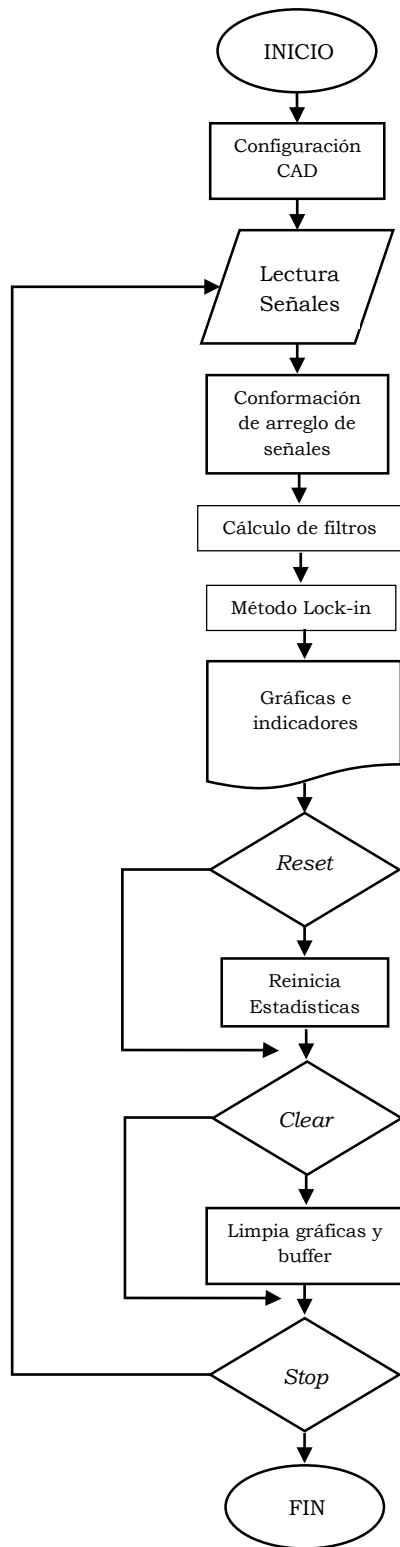 INICIO
Configuración
CAD
Lectura
Señales
Conformación
de arreglo de
señales
Cálculo de filtros
Método Lock-in
Gráficas e
indicadores
Reset
Reinicia
Estadísticas
Clear
Limpia gráficas y
buffer
Stop
FIN